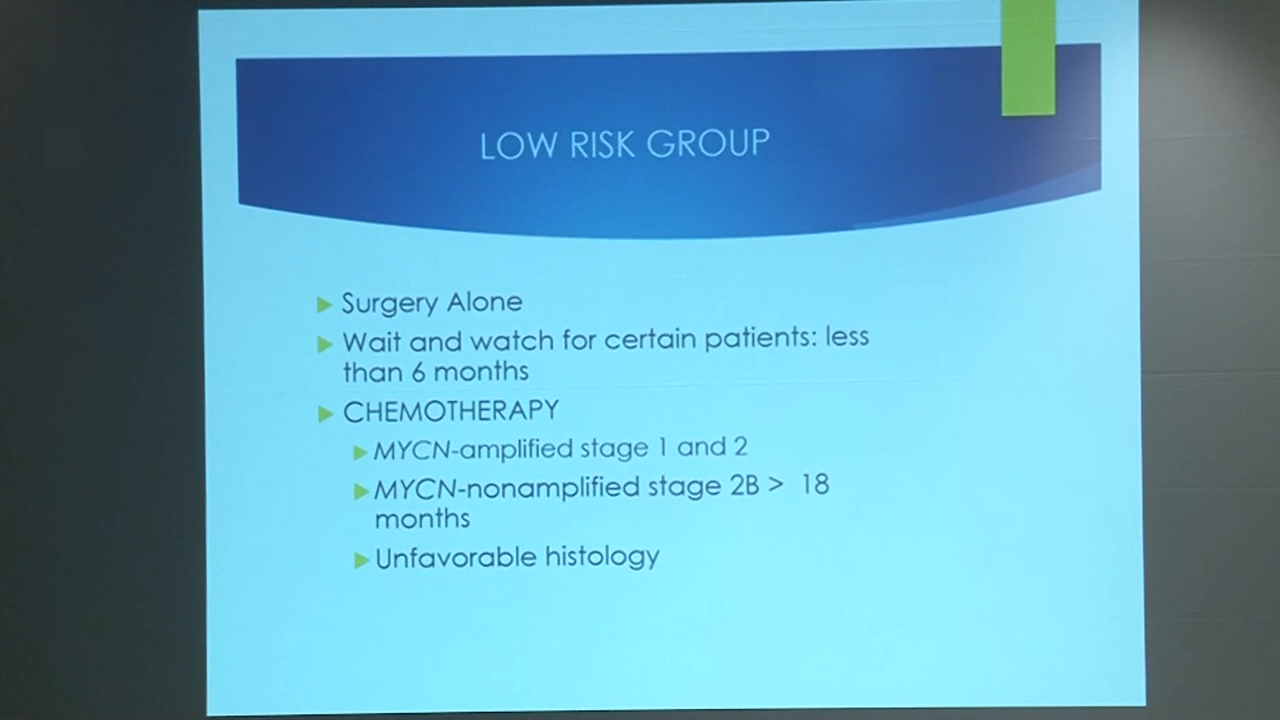 LOW RISK GROUP
Surgery Alone
Wait and watch for certain patients: less
than 6 months
CHEMOTHERAPY
MYCN-amplified stage 1 and 2
MYCN-nonamplified stage 2B > 18
months
Unfavorable histology